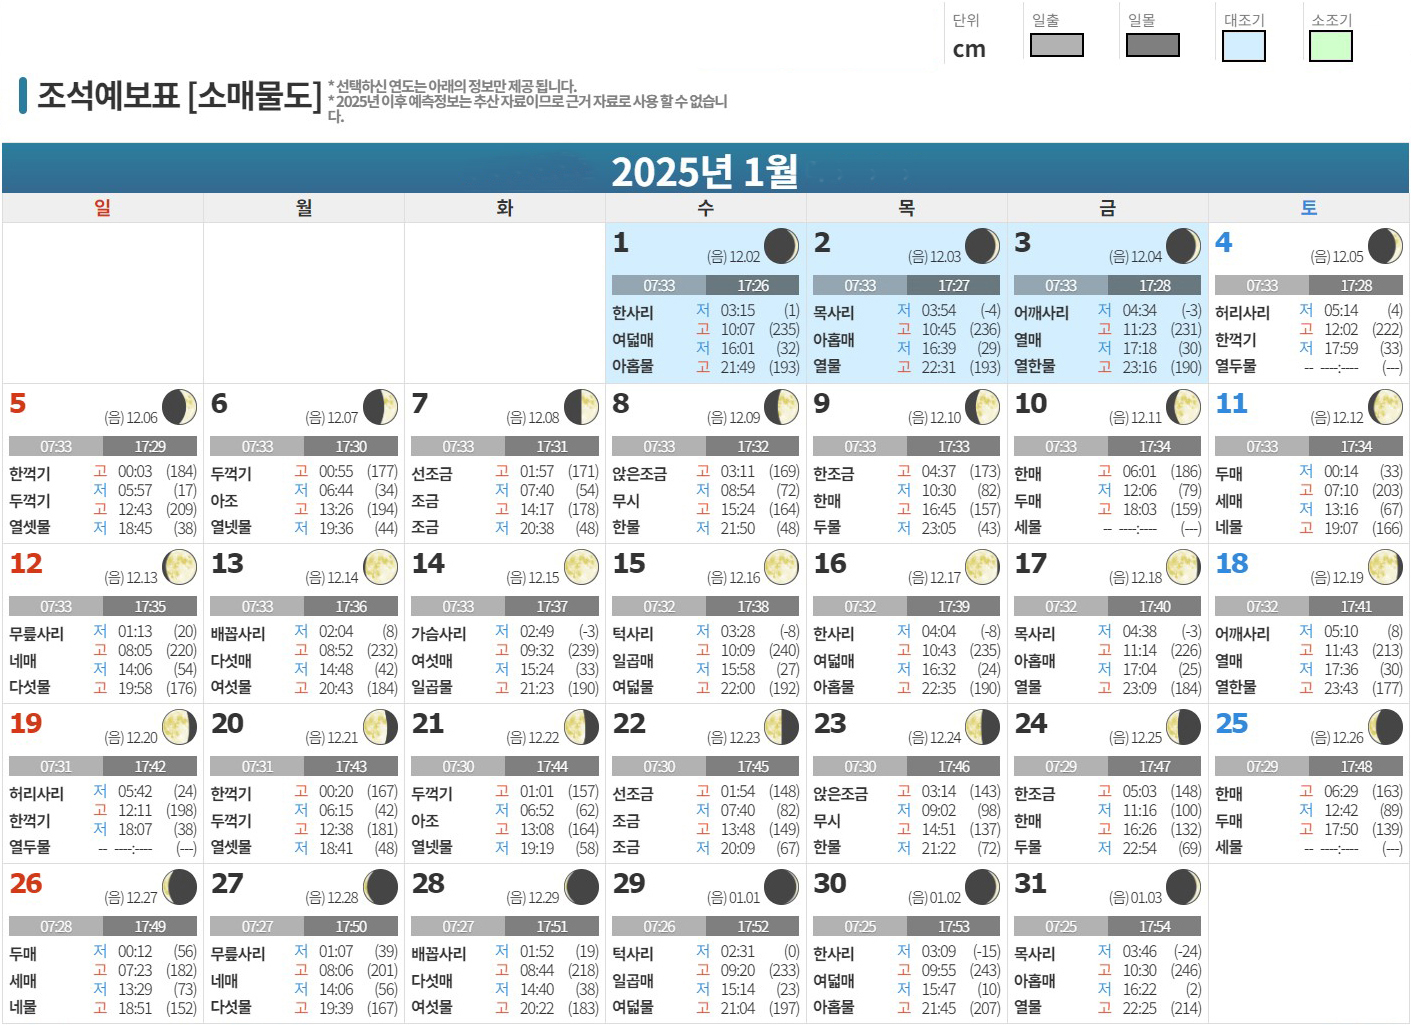 단위 일출 일몰 대조기 소조기
cm
조석예보표 [소매물도]
* 선택하신 연도는 아래의 정보만 제공 됩니다.
* 2025년 이후 예측정보는 추산 자료이므로 근거 자료로 사용 할 수 없습니
다.
2025년 1월
일 월 화 수 목 금 토
1 (음) 12.02
07:33 17:26
한사리 저 03:15 (1)
고 10:07 (235)
여덟매 저 16:01 (32)
아홉물 고 21:49 (193)
2 (음) 12.03
07:33 17:27
목사리 저 03:54 (-4)
고 10:45 (236)
아홉매 저 16:39 (29)
열물 고 22:31 (193)
3 (음) 12.04
07:33 17:28
어깨사리 저 04:34 (-3)
고 11:23 (231)
열매 저 17:18 (30)
열한물 고 23:16 (190)
4 (음) 12.05
07:33 17:28
허리사리 저 05:14 (4)
고 12:02 (222)
한꺽기 저 17:59 (33)
열두물 -- ----:---- (---)
5 (음) 12.06
07:33 17:29
한꺽기 고 00:03 (184)
저 05:57 (17)
두꺽기 고 12:43 (209)
열셋물 저 18:45 (38)
6 (음) 12.07
07:33 17:30
두꺽기 고 00:55 (177)
저 06:44 (34)
아조 고 13:26 (194)
열넷물 저 19:36 (44)
7 (음) 12.08
07:33 17:31
선조금 고 01:57 (171)
저 07:40 (54)
조금 고 14:17 (178)
조금 저 20:38 (48)
8 (음) 12.09
07:33 17:32
앉은조금 고 03:11 (169)
저 08:54 (72)
무시 고 15:24 (164)
한물 저 21:50 (48)
9 (음) 12.10
07:33 17:33
한조금 고 04:37 (173)
저 10:30 (82)
한매 고 16:45 (157)
두물 저 23:05 (43)
10 (음) 12.11
07:33 17:34
한매 고 06:01 (186)
저 12:06 (79)
두매 고 18:03 (159)
세물 -- ----:---- (---)
11 (음) 12.12
07:33 17:34
두매 저 00:14 (33)
고 07:10 (203)
세매 저 13:16 (67)
네물 고 19:07 (166)
12 (음) 12.13
07:33 17:35
무릎사리 저 01:13 (20)
고 08:05 (220)
네매 저 14:06 (54)
다섯물 고 19:58 (176)
13 (음) 12.14
07:33 17:36
배꼽사리 저 02:04 (8)
고 08:52 (232)
다섯매 저 14:48 (42)
여섯물 고 20:43 (184)
14 (음) 12.15
07:33 17:37
가슴사리 저 02:49 (-3)
고 09:32 (239)
여섯매 저 15:24 (33)
일곱물 고 21:23 (190)
15 (음) 12.16
07:32 17:38
턱사리 저 03:28 (-8)
고 10:09 (240)
일곱매 저 15:58 (27)
여덟물 고 22:00 (192)
16 (음) 12.17
07:32 17:39
한사리 저 04:04 (-8)
고 10:43 (235)
여덟매 저 16:32 (24)
아홉물 고 22:35 (190)
17 (음) 12.18
07:32 17:40
목사리 저 04:38 (-3)
고 11:14 (226)
아홉매 저 17:04 (25)
열물 고 23:09 (184)
18 (음) 12.19
07:32 17:41
어깨사리 저 05:10 (8)
고 11:43 (213)
열매 저 17:36 (30)
열한물 고 23:43 (177)
19 (음) 12.20
07:31 17:42
허리사리 저 05:42 (24)
고 12:11 (198)
한꺽기 저 18:07 (38)
열두물 -- ----:---- (---)
20 (음) 12.21
07:31 17:43
한꺽기 고 00:20 (167)
저 06:15 (42)
두꺽기 고 12:38 (181)
열셋물 저 18:41 (48)
21 (음) 12.22
07:30 17:44
두꺽기 고 01:01 (157)
저 06:52 (62)
아조 고 13:08 (164)
열넷물 저 19:19 (58)
22 (음) 12.23
07:30 17:45
선조금 고 01:54 (148)
저 07:40 (82)
조금 고 13:48 (149)
조금 저 20:09 (67)
23 (음) 12.24
07:30 17:46
앉은조금 고 03:14 (143)
저 09:02 (98)
무시 고 14:51 (137)
한물 저 21:22 (72)
24 (음) 12.25
07:29 17:47
한조금 고 05:03 (148)
저 11:16 (100)
한매 고 16:26 (132)
두물 저 22:54 (69)
25 (음) 12.26
07:29 17:48
한매 고 06:29 (163)
저 12:42 (89)
두매 고 17:50 (139)
세물 -- ----:---- (---)
26 (음) 12.27
07:28 17:49
두매 저 00:12 (56)
고 07:23 (182)
세매 저 13:29 (73)
네물 고 18:51 (152)
27 (음) 12.28
07:27 17:50
무릎사리 저 01:07 (39)
고 08:06 (201)
네매 저 14:06 (56)
다섯물 고 19:39 (167)
28 (음) 12.29
07:27 17:51
배꼽사리 저 01:52 (19)
고 08:44 (218)
다섯매 저 14:40 (38)
여섯물 고 20:22 (183)
29 (음) 01.01
07:26 17:52
턱사리 저 02:31 (0)
고 09:20 (233)
일곱매 저 15:14 (23)
여덟물 고 21:04 (197)
30 (음) 01.02
07:25 17:53
한사리 저 03:09 (-15)
고 09:55 (243)
여덟매 저 15:47 (10)
아홉물 고 21:45 (207)
31 (음) 01.03
07:25 17:54
목사리 저 03:46 (-24)
고 10:30 (246)
아홉매 저 16:22 (2)
열물 고 22:25 (214)